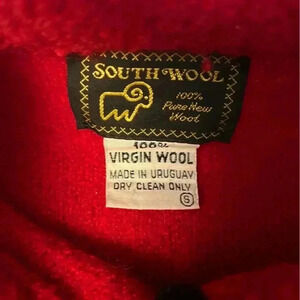 SOUTH WOOL
100%
Pure New
Wool
100%
VIRGIN WOOL
MADE IN URUGUAY
DRY CLEAN ONLY
S